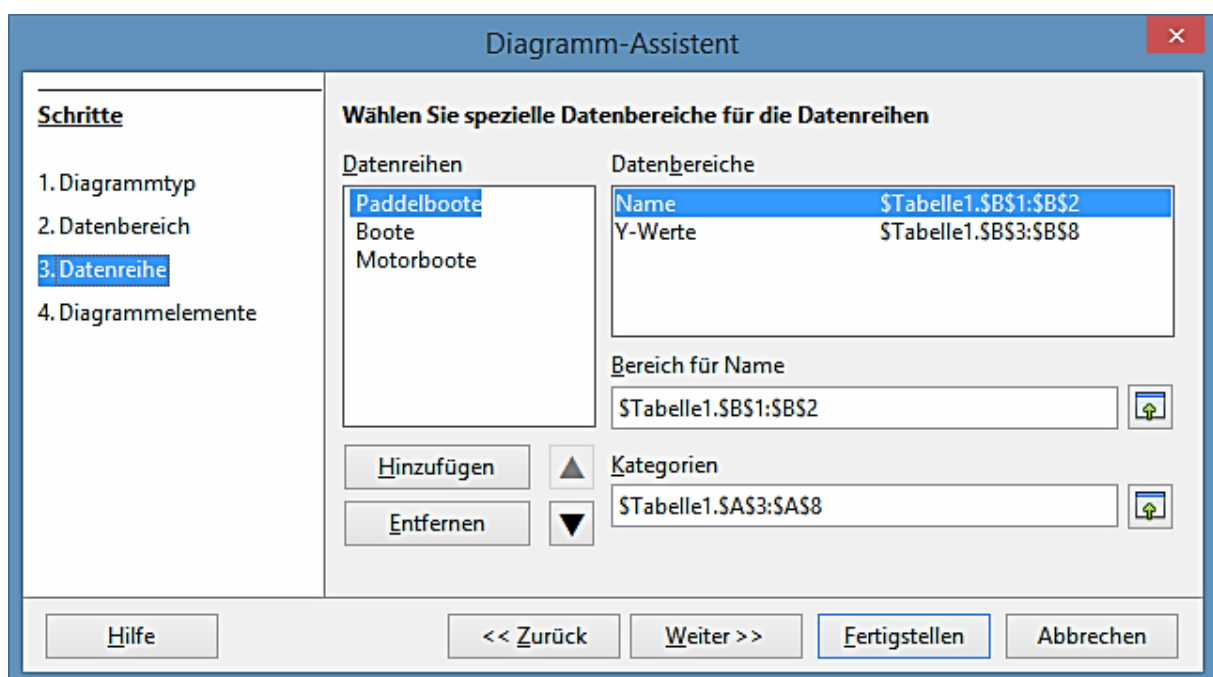 Diagramm-Assistent
Schritte
1. Diagrammtyp
2. Datenbereich
3. Datenreihe
4. Diagrammelemente
Wählen Sie spezielle Datenbereiche für die Datenreihen
Datenreihen
Paddelboote
Boote
Motorboote
Hinzufügen
Entfernen
Datenbereiche
Name $Tabelle1.$B$1:$B$2
Y-Werte $Tabelle1.$B$3:$B$8
Bereich für Name
$Tabelle1.$B$1:$B$2
Kategorien
$Tabelle1.$A$3:$A$8
Hilfe
<< Zurück
Weiter >>
Fertigstellen
Abbrechen